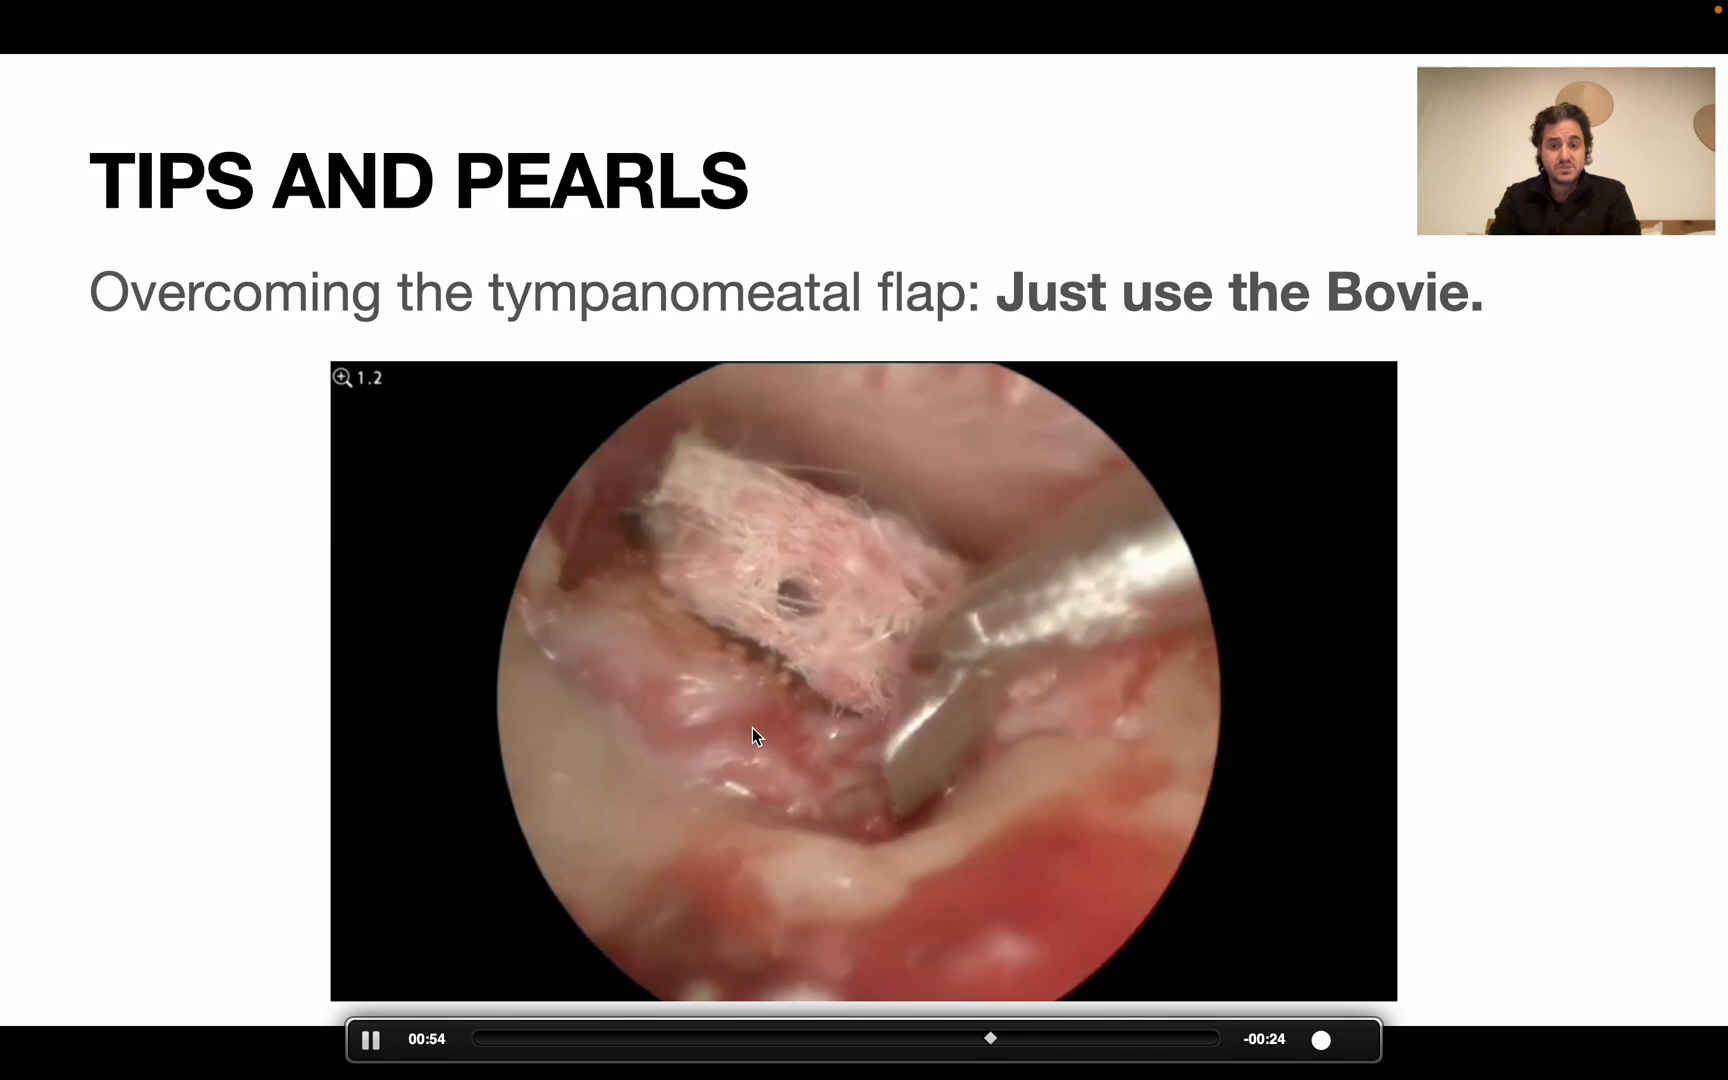 TIPS AND PEARLS
Overcoming the tympanomeatal flap: Just use the Bovie.
1.2
00:54
-00:24